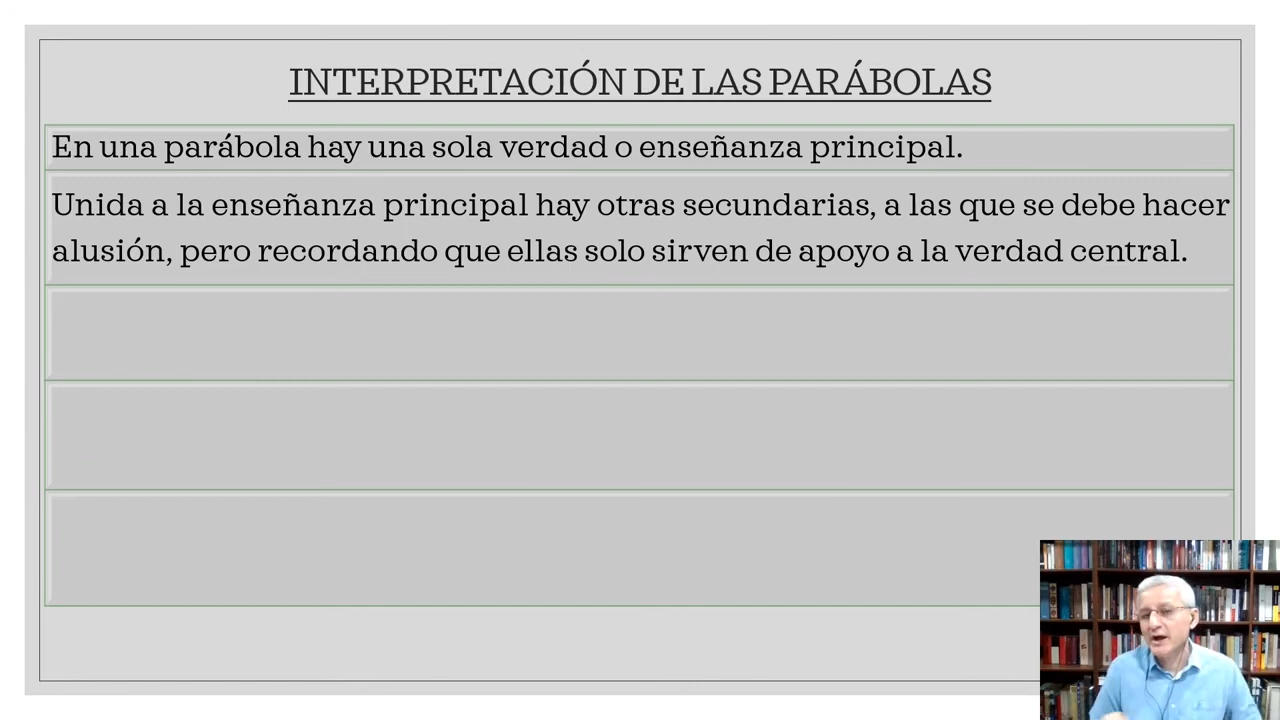 INTERPRETACIÓN DE LAS PARÁBOLAS
En una parábola hay una sola verdad o enseñanza principal.
Unida a la enseñanza principal hay otras secundarias, a las que se debe hacer
alusión, pero recordando que ellas solo sirven de apoyo a la verdad central.